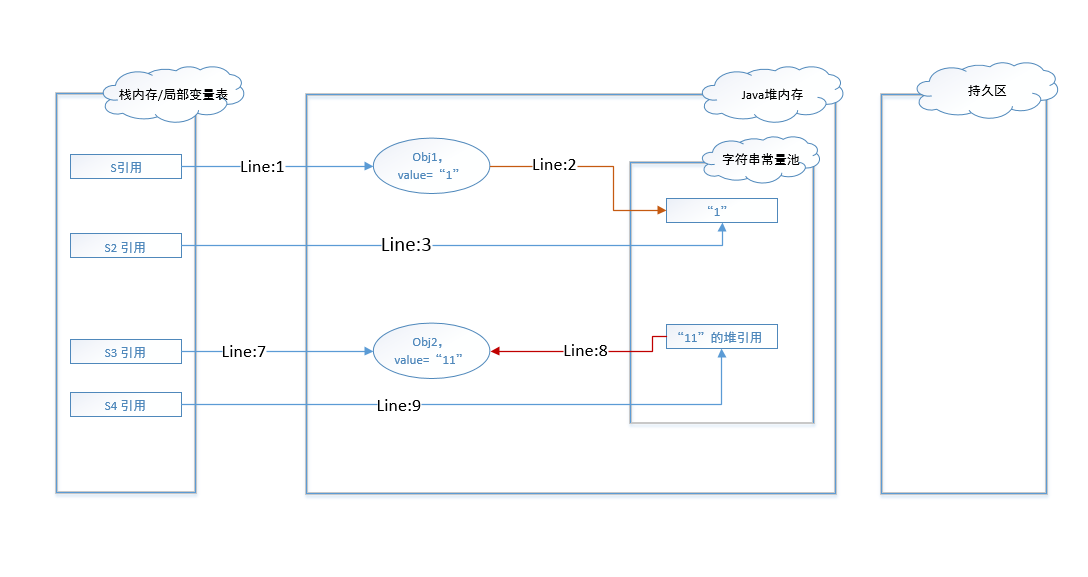 栈内存/局部变量表
Java堆内存
持久区
字符串常量池
S引用
Line:1
Obj1,
value= “1”
Line:2
“1”
S2 引用
Line:3
S3 引用
Line:7
Obj2,
value= “11”
Line:8
“11” 的堆引用
S4 引用
Line:9